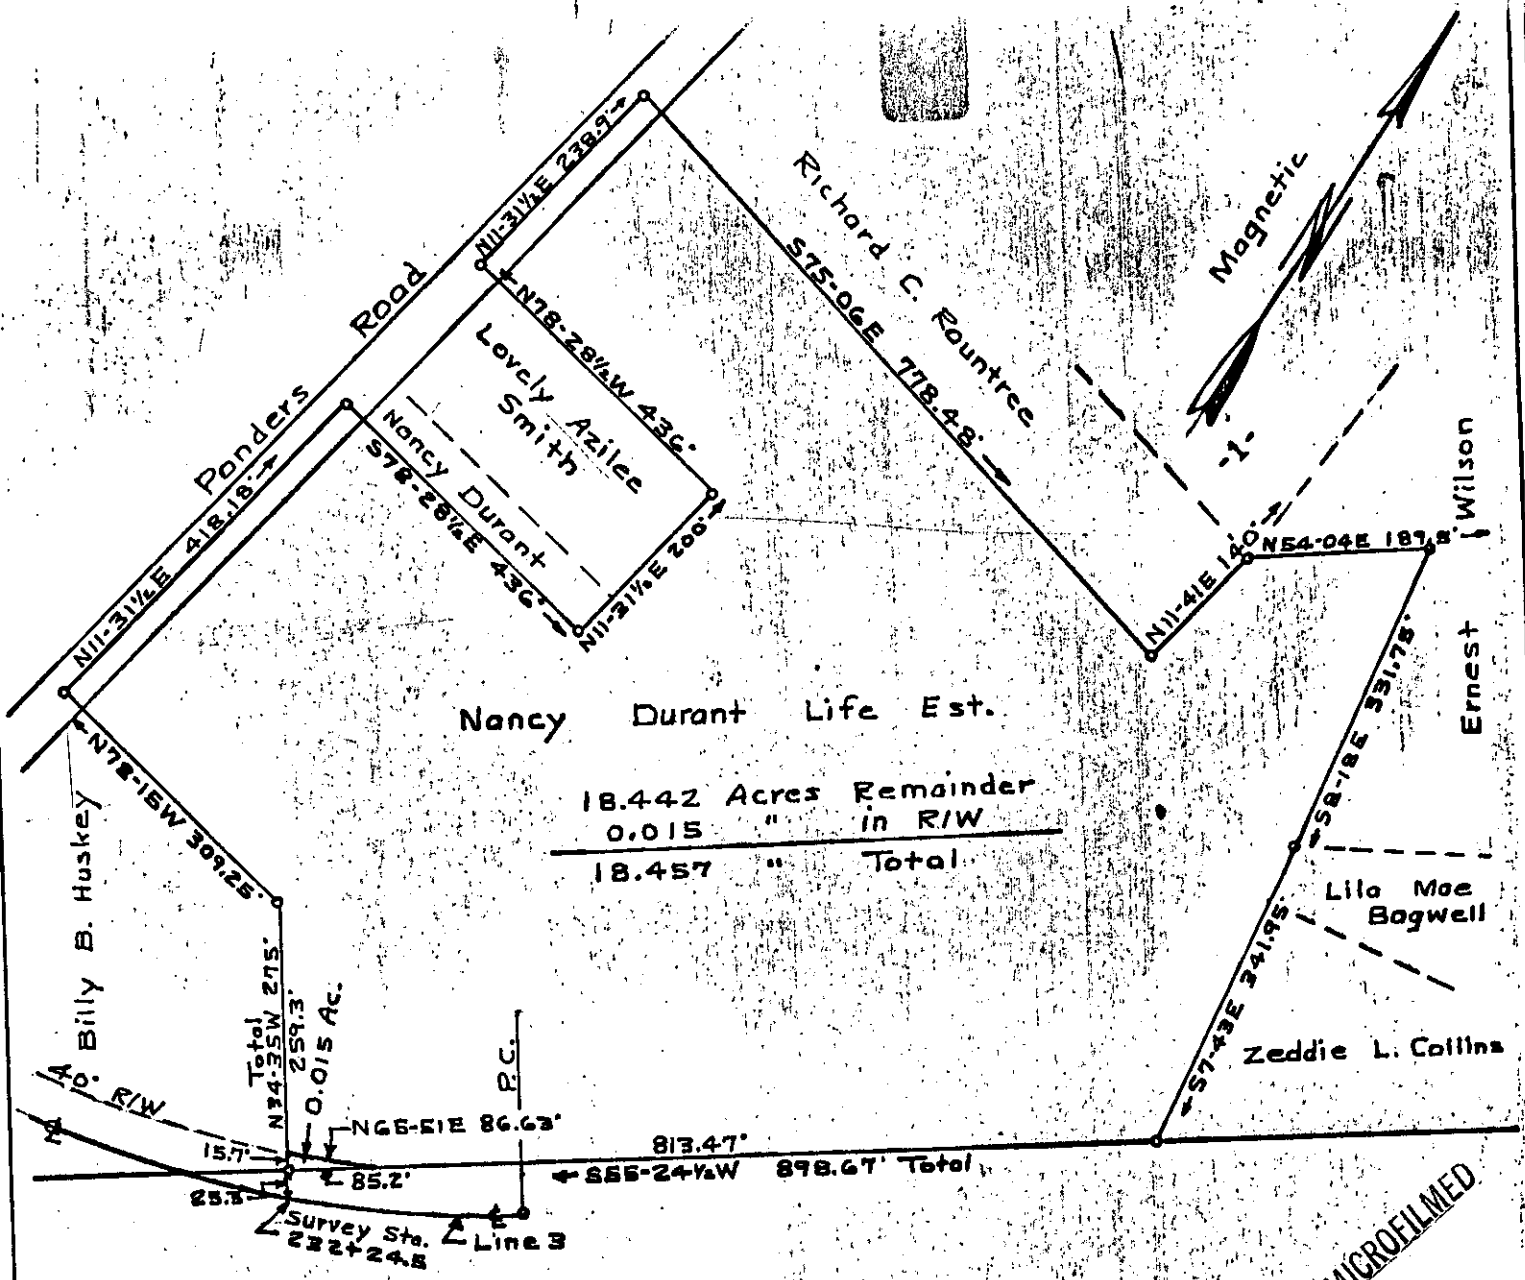 N11-31½E 238.9'
Ponders Road
N11-31½E 418.18'
N78-28½W 436'
Lovely Azilee
Smith
Nancy Durant
S78-28½E 436'
N11-31½E 200'
Richard C. Rountree
S75-06E 778.48'
Magnetic
-1-
N11-41E 140'
N54-04E 189.5'
Ernest Wilson
S8-18E 331.75'
Nancy Durant Life Est.
18.442 Acres Remainder
0.015 " in R/W
18.457 " Total
Lila Mae
Bagwell
S7-43E 341.95'
Zeddie L. Collins
N78-15W 309.25'
Billy B. Huskey
Total
N34-35W 275'
259.3'
0.015 Ac.
P.C.
40' R/W
N65-51E 86.63'
15.7'
813.47'
S55-24½W 898.67' Total
85.2'
25.3'
Survey Sta.
232+24.5
Line 3
MICROFILMED